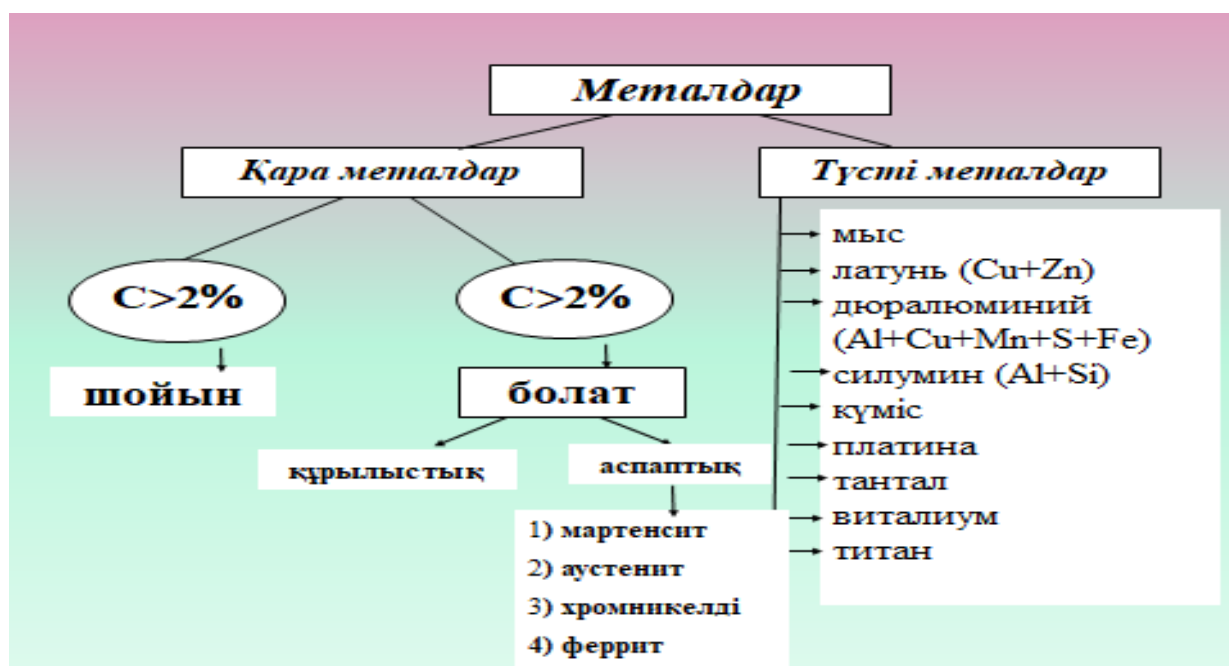 Металдар
Қара металдар
Түсті металдар
C>2%
C>2%
шойын
болат
құрылыстық
аспаптық
1) мартенсит
2) аустенит
3) хромникелді
4) феррит
мыс
латунь (Cu+Zn)
дюралюминий
(Al+Cu+Mn+S+Fe)
силумин (Al+Si)
күміс
платина
тантал
виталиум
титан